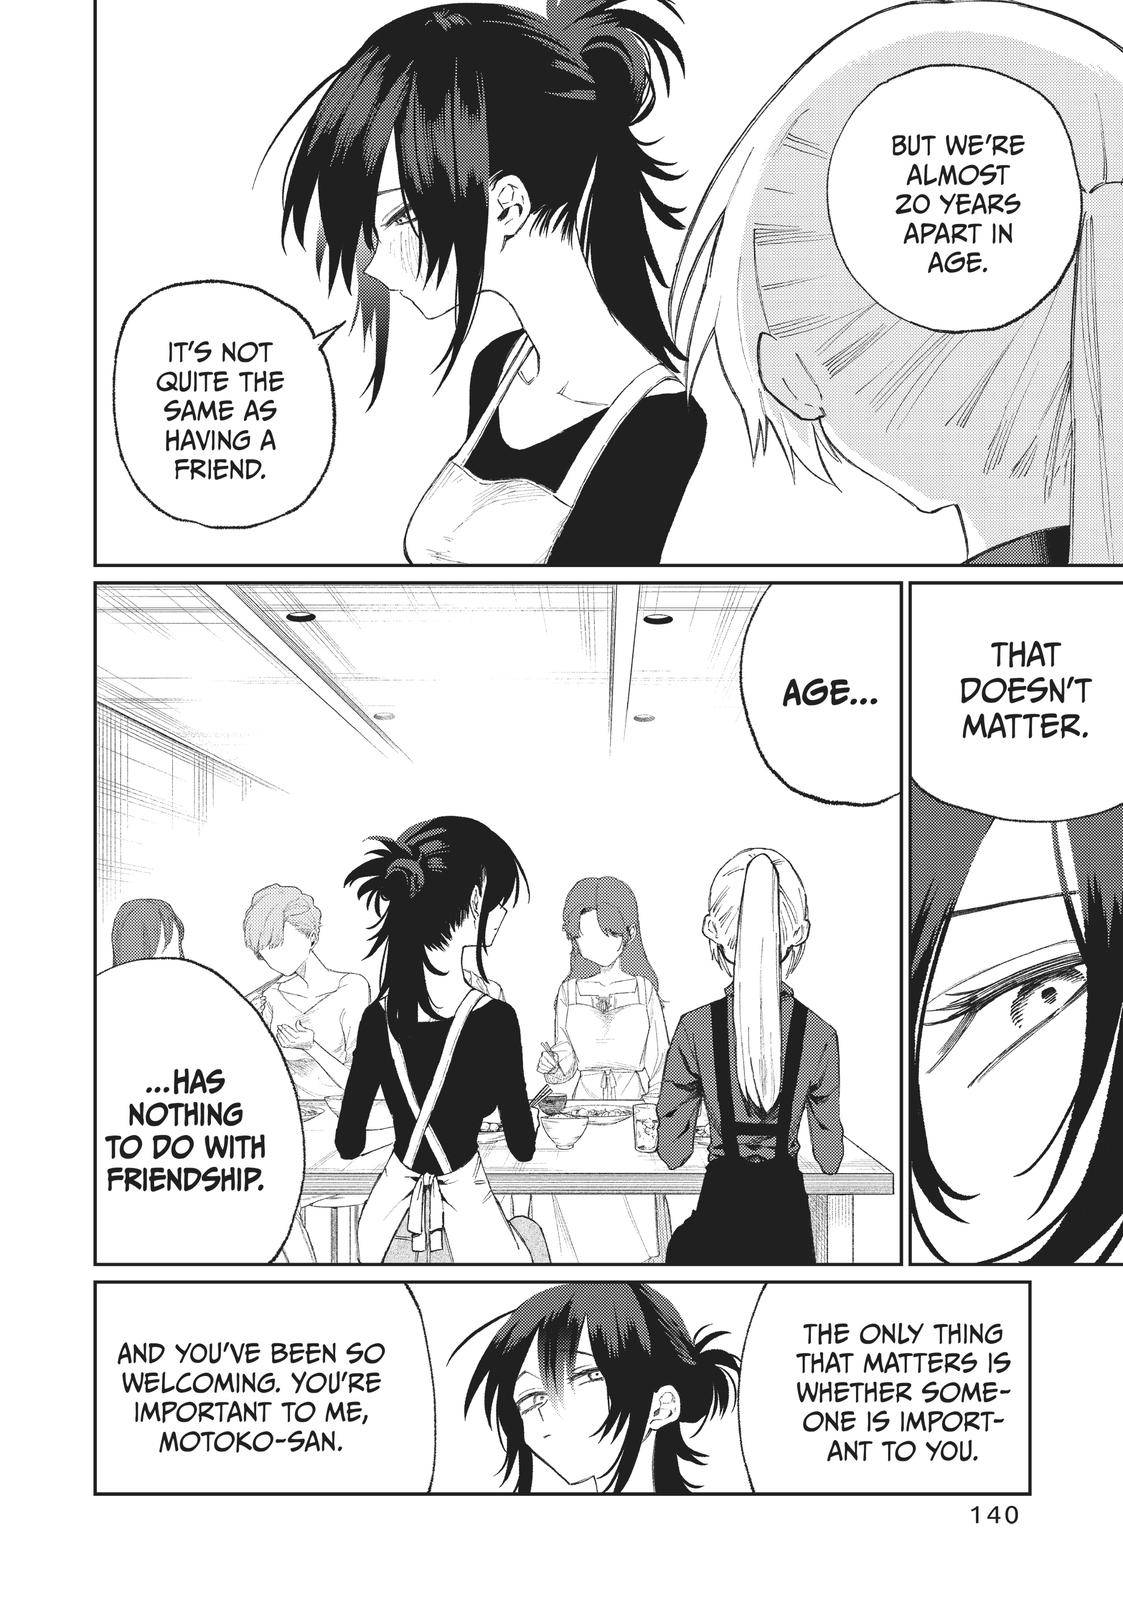 BUT WE'RE
ALMOST
20 YEARS
APART IN
AGE.
IT'S NOT
QUITE THE
SAME AS
HAVING A
FRIEND.
THAT
DOESN'T
MATTER.
AGE...
...HAS
NOTHING
TO DO WITH
FRIENDSHIP.
THE ONLY THING
THAT MATTERS IS
WHETHER SOME-
ONE IS IMPORT-
ANT TO YOU.
AND YOU'VE BEEN SO
WELCOMING. YOU'RE
IMPORTANT TO ME,
MOTOKO-SAN.
140